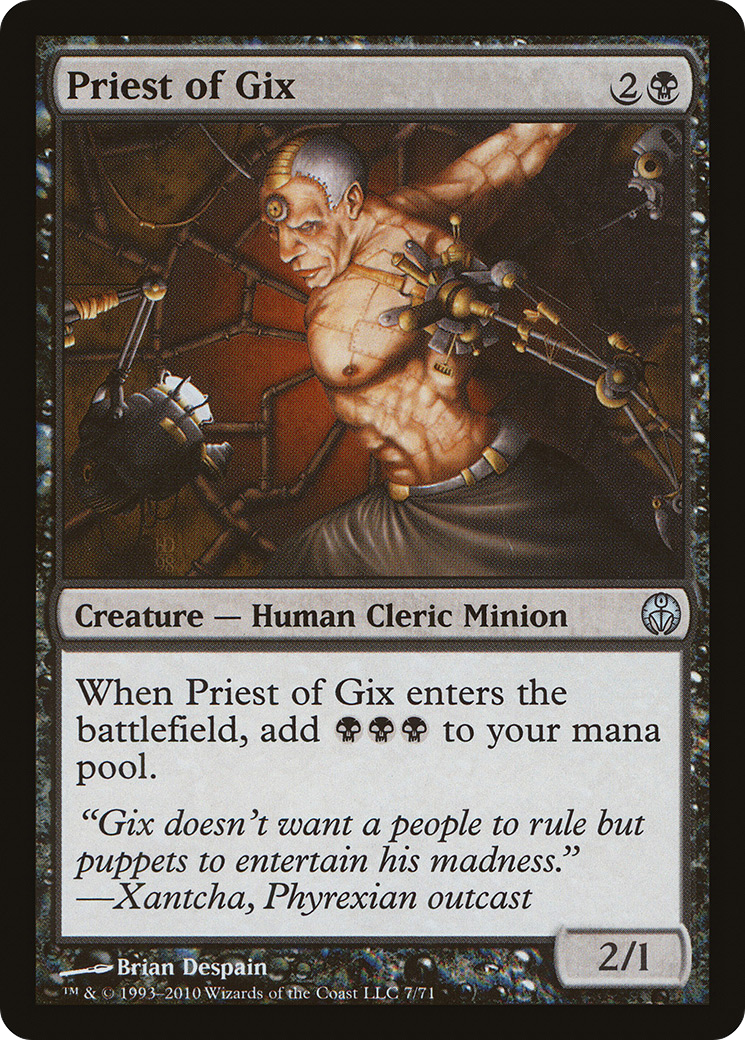 Priest of Gix 2
Creature — Human Cleric Minion
When Priest of Gix enters the
battlefield, add to your mana
pool.
“Gix doesn’t want a people to rule but
puppets to entertain his madness.”
—Xantcha, Phyrexian outcast
2/1
Brian Despain
™ & © 1993–2010 Wizards of the Coast LLC 7/71
HD
98